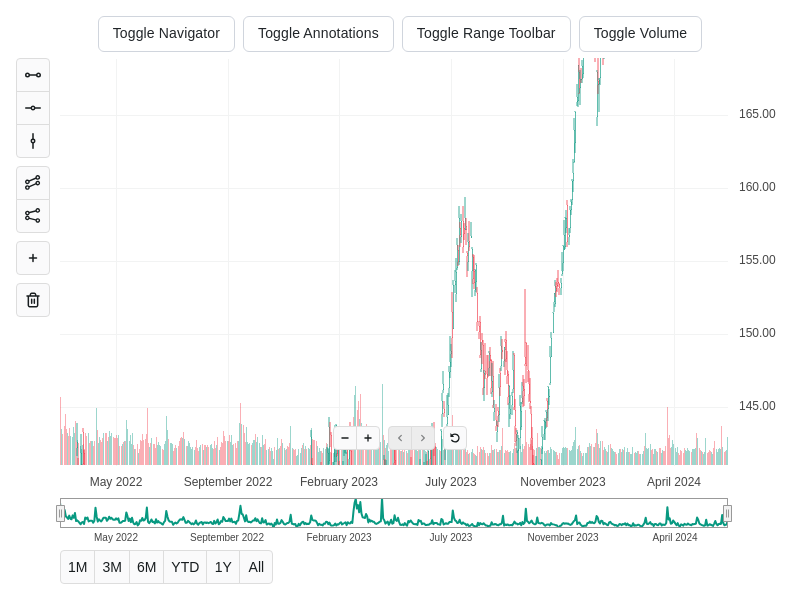 Toggle Navigator Toggle Annotations Toggle Range Toolbar Toggle Volume
165.00
160.00
155.00
150.00
145.00
May 2022 September 2022 February 2023 July 2023 November 2023 April 2024
May 2022 September 2022 February 2023 July 2023 November 2023 April 2024
1M 3M 6M YTD 1Y All